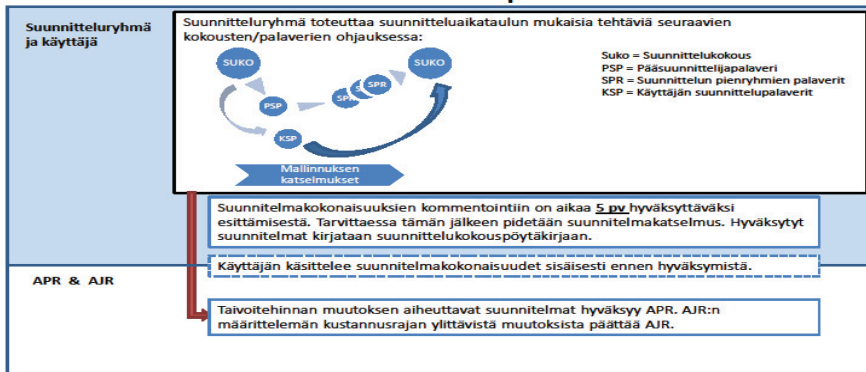 Suunnitteluryhmä
ja käyttäjä
Suunnitteluryhmä toteuttaa suunnitteluaikataulun mukaisia tehtäviä seuraavien
kokousten/palaverien ohjauksessa:
SUKO
SUKO
PSP
SPR
S
SPR
KSP
Suko = Suunnittelukokous
PSP = Pääsuunnittelijapalaveri
SPR = Suunnittelun pienryhmien palaverit
KSP = Käyttäjän suunnittelupalaverit
Mallinnuksen
katselmukset
Suunnitelmakokonaisuuksien kommentointiin on aikaa 5 pv hyväksyttäväksi
esittämisestä. Tarvittaessa tämän jälkeen pidetään suunnitelmakatselmus. Hyväksytyt
suunnitelmat kirjataan suunnittelukokouspöytäkirjaan.
Käyttäjän käsittelee suunnitelmakokonaisuudet sisäisesti ennen hyväksymistä.
APR & AJR
Taivoitehinnan muutoksen aiheuttavat suunnitelmat hyväksyy APR. AJR:n
määrittelemän kustannusrajan ylittävistä muutoksista päättää AJR.